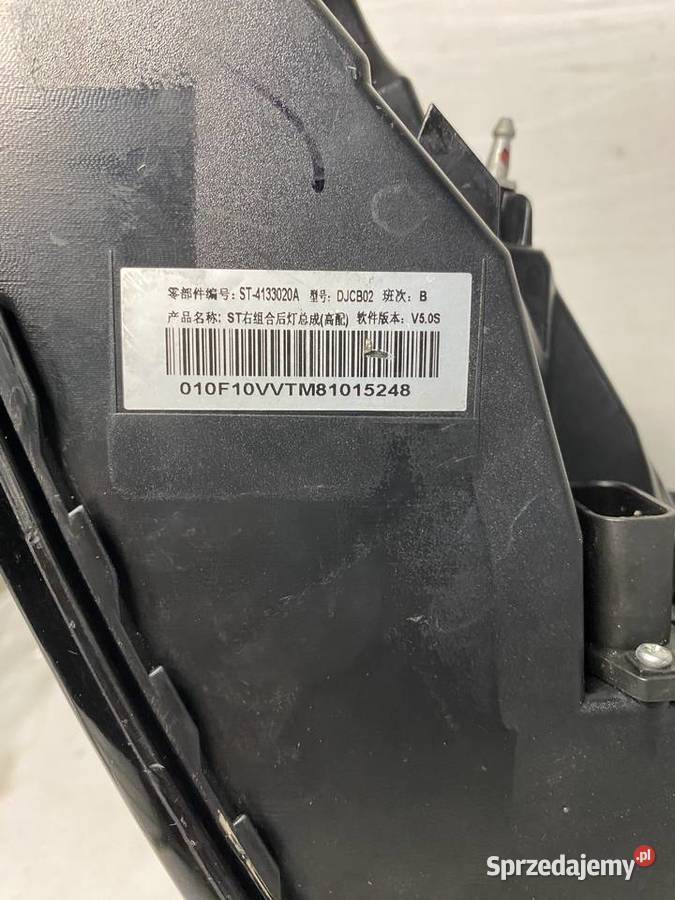 零部件编号: ST-4133020A 型号: DJCB02 班次: B
产品名称: ST右组合后灯总成(高配) 软件版本: V5.0S
010F10VVTM81015248
Sprzedajemy.pl